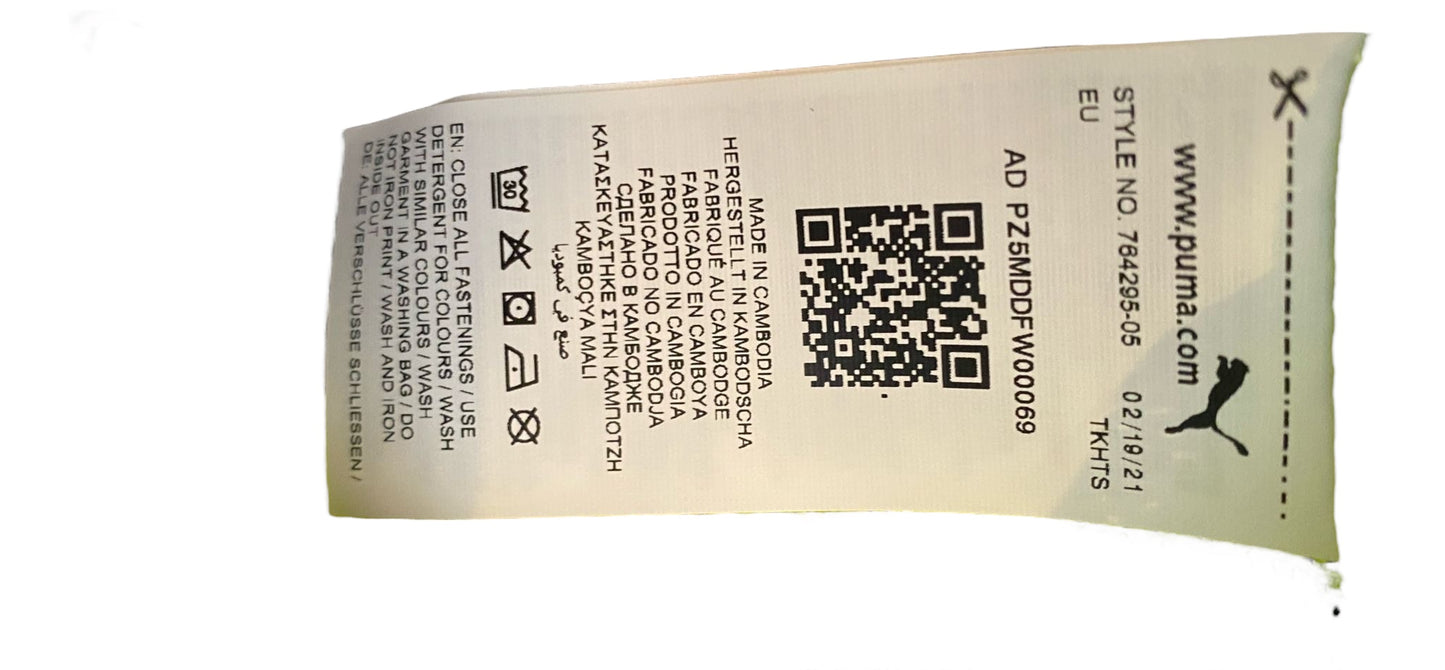 www.puma.com
STYLE NO. 764295-05 02/19/21
EU TKHTS
AD PZ5MDDFW00069
MADE IN CAMBODIA
HERGESTELLT IN KAMBODSCHA
FABRIQUÉ AU CAMBODGE
FABRICADO EN CAMBOYA
PRODOTTO IN CAMBOGIA
FABRICADO NO CAMBODJA
СДЕЛАНО В КАМБОДЖЕ
ΚΑΤΑΣΚΕΥΑΣΤΗΚΕ ΣΤΗΝ ΚΑΜΠΟΤΖΗ
KAMBOÇYA MALI
صنع في كمبوديا
30
EN: CLOSE ALL FASTENINGS / USE
DETERGENT FOR COLOURS / WASH
WITH SIMILAR COLOURS / WASH
GARMENT IN A WASHING BAG / DO
NOT IRON PRINT / WASH AND IRON
INSIDE OUT
DE: ALLE VERSCHLÜSSE SCHLIESSEN /